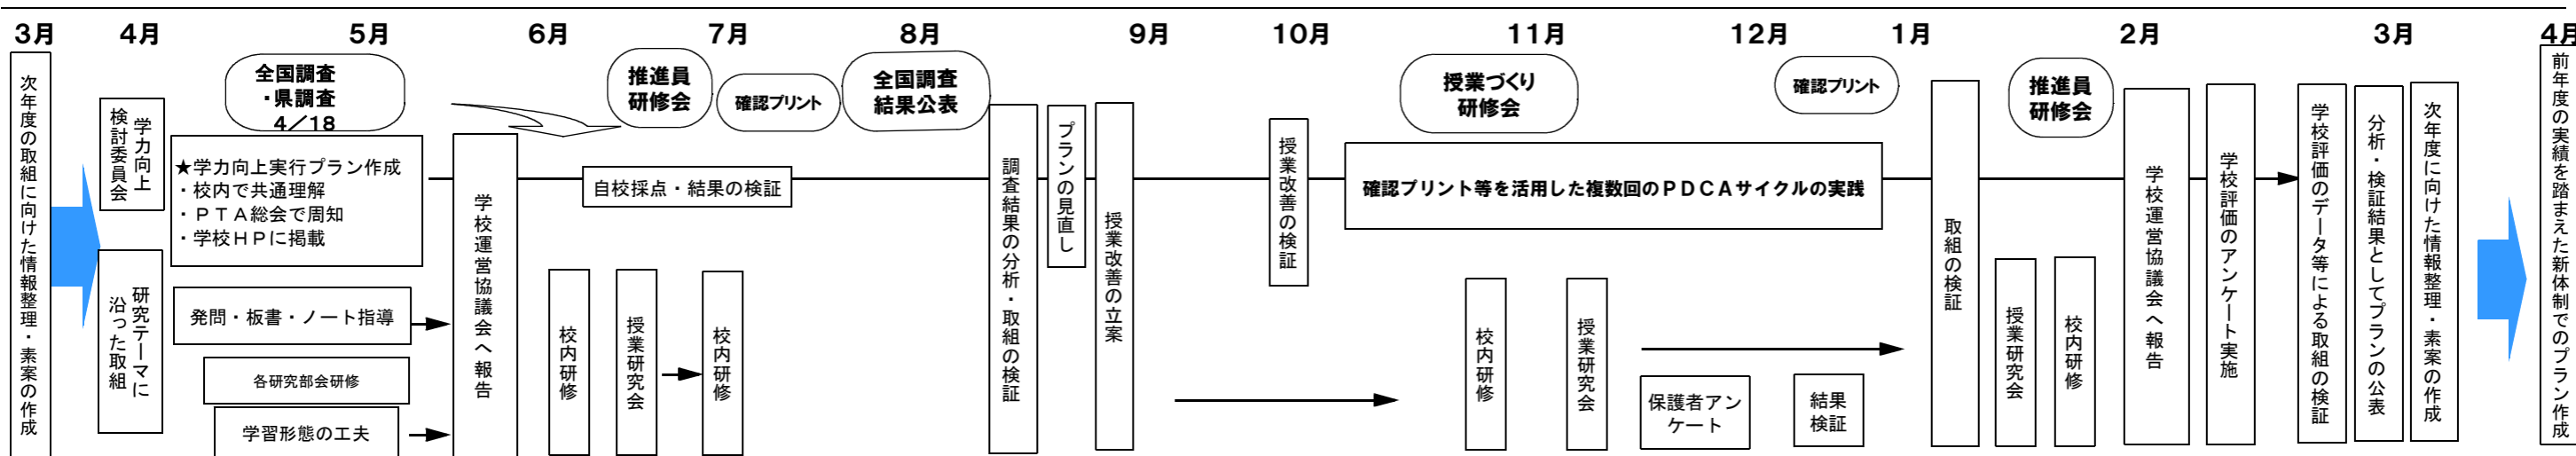 3月
4月
5月
6月
7月
8月
9月
10月
11月
12月
1月
2月
3月
4月
次年度の取組に向けた情報整理・素案の作成
学力向上
検討委員会
研究テーマに
沿った取組
全国調査
・県調査
4/18
★学力向上実行プラン作成
・校内で共通理解
・PTA総会で周知
・学校HPに掲載
発問・板書・ノート指導
各研究部会研修
学習形態の工夫
学校運営協議会へ報告
推進員
研修会
確認プリント
全国調査
結果公表
自校採点・結果の検証
校内研修
授業研究会
校内研修
調査結果の分析・取組の検証
プランの見直し
授業改善の立案
授業改善の検証
授業づくり
研修会
確認プリント
確認プリント等を活用した複数回のPDCAサイクルの実践
校内研修
授業研究会
保護者アン
ケート
結果
検証
取組の検証
推進員
研修会
授業研究会
校内研修
学校運営協議会へ報告
学校評価のアンケート実施
学校評価のデータ等による取組の検証
分析・検証結果としてプランの公表
次年度に向けた情報整理・素案の作成
前年度の実績を踏まえた新体制でのプラン作成